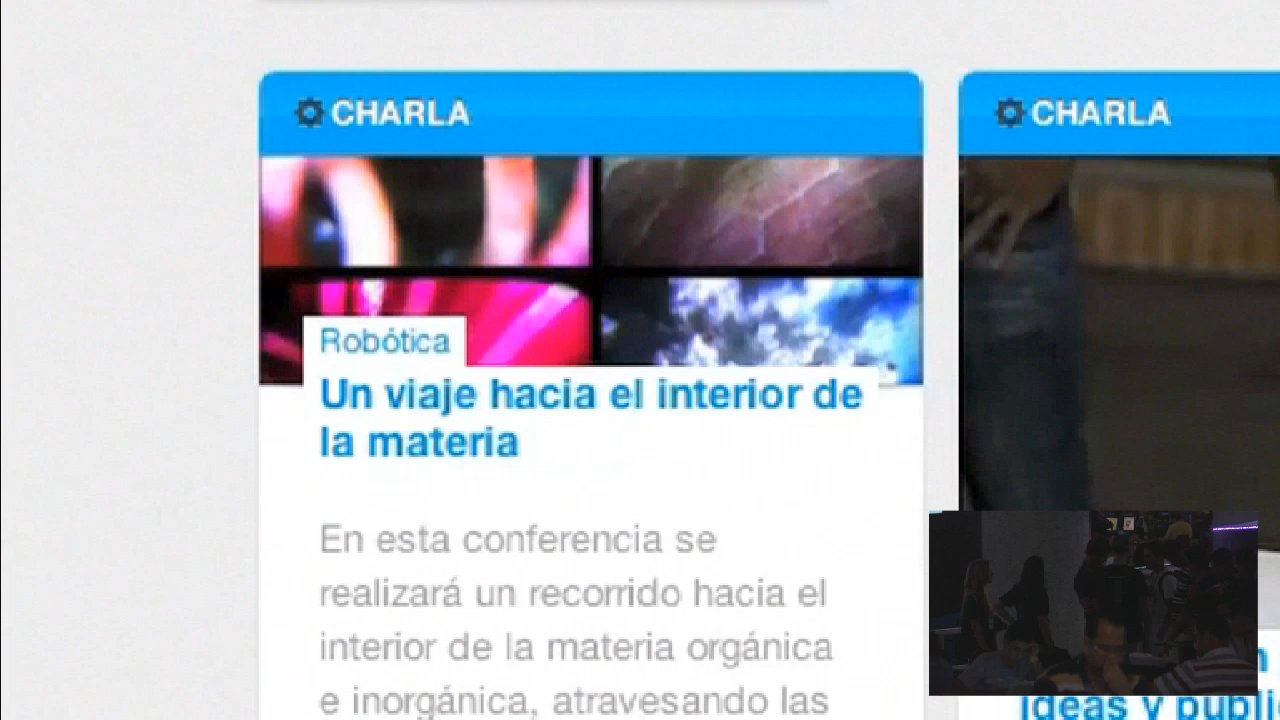 CHARLA
Robótica
Un viaje hacia el interior de
la materia
En esta conferencia se
realizará un recorrido hacia el
interior de la materia orgánica
e inorgánica, atravesando las
CHARLA
ideas y publi